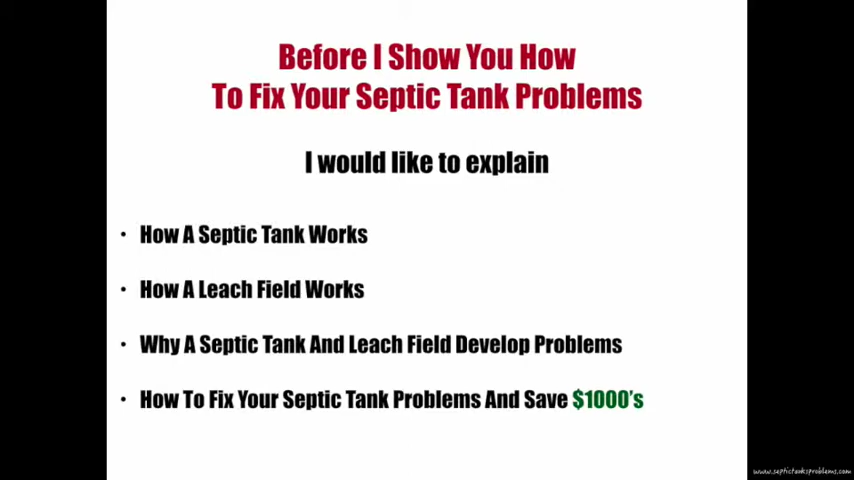 Before I Show You How
To Fix Your Septic Tank Problems
I would like to explain
• How A Septic Tank Works
• How A Leach Field Works
• Why A Septic Tank And Leach Field Develop Problems
• How To Fix Your Septic Tank Problems And Save $1000's
www.septictanksproblems.com